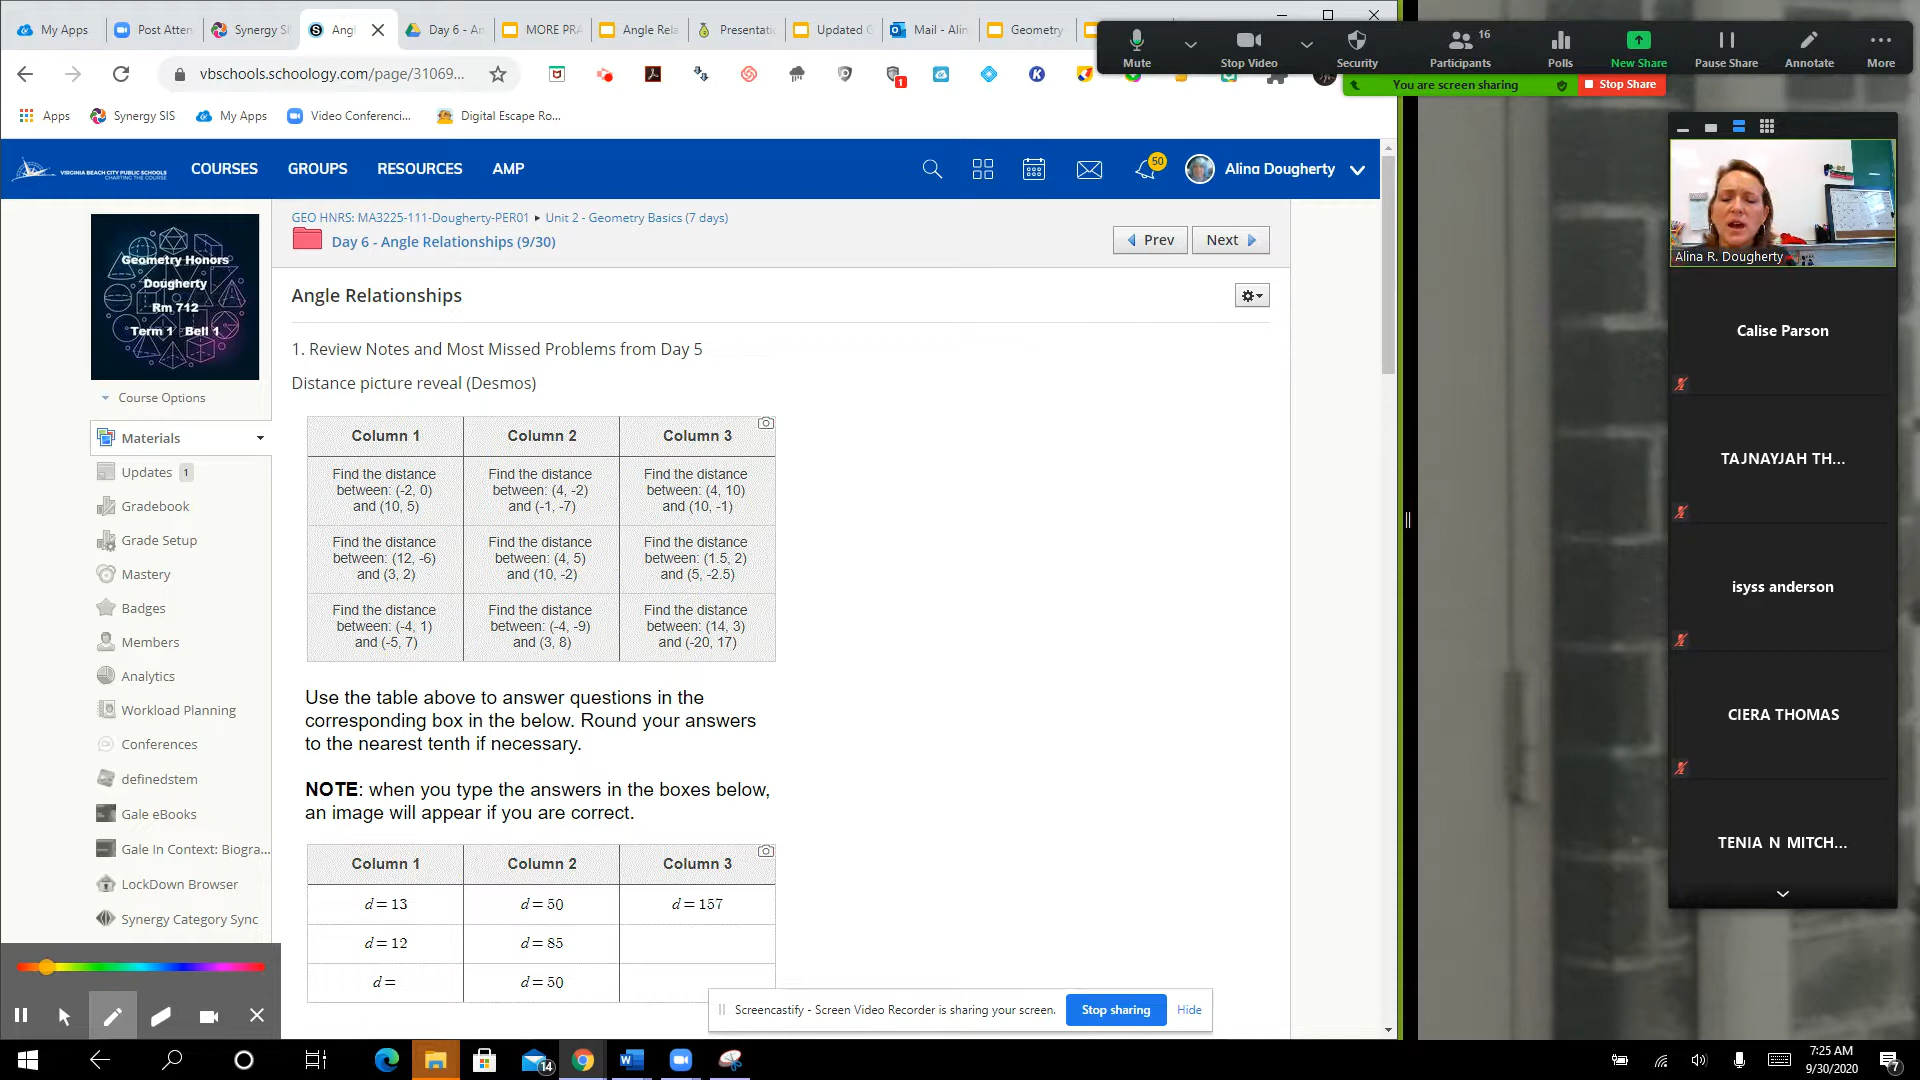 My Apps
Post Atten
Synergy SI
Angl
Day 6 - An
MORE PRA
Angle Rela
Presentati
Updated G
Mail - Alin
Geometry
Mute
Stop Video
Security
16
Participants
Polls
New Share
Pause Share
Annotate
More
You are screen sharing
Stop Share
vbschools.schoology.com/page/31069...
1
Apps
Synergy SIS
My Apps
Video Conferenci...
Digital Escape Ro...
VIRGINIA BEACH CITY PUBLIC SCHOOLS
CHARTING THE COURSE
COURSES
GROUPS
RESOURCES
AMP
50
Alina Dougherty
GEO HNRS: MA3225-111-Dougherty-PER01
Unit 2 - Geometry Basics (7 days)
Day 6 - Angle Relationships (9/30)
Prev
Next
Geometry Honors
Dougherty
Rm 712
Term 1 Bell 1
Course Options
Materials
Updates 1
Gradebook
Grade Setup
Mastery
Badges
Members
Analytics
Workload Planning
Conferences
definedstem
Gale eBooks
Gale In Context: Biogra...
LockDown Browser
Synergy Category Sync
Angle Relationships
1. Review Notes and Most Missed Problems from Day 5
Distance picture reveal (Desmos)
Column 1 Column 2 Column 3
Find the distance between: (-2, 0) and (10, 5)
Find the distance between: (4, -2) and (-1, -7)
Find the distance between: (4, 10) and (10, -1)
Find the distance between: (12, -6) and (3, 2)
Find the distance between: (4, 5) and (10, -2)
Find the distance between: (1.5, 2) and (5, -2.5)
Find the distance between: (-4, 1) and (-5, 7)
Find the distance between: (-4, -9) and (3, 8)
Find the distance between: (14, 3) and (-20, 17)
Use the table above to answer questions in the
corresponding box in the below. Round your answers
to the nearest tenth if necessary.
NOTE: when you type the answers in the boxes below,
an image will appear if you are correct.
Column 1 Column 2 Column 3
d = 13 d = 50 d = 157
d = 12 d = 85
d = d = 50
Screencastify - Screen Video Recorder is sharing your screen.
Stop sharing
Hide
Alina R. Dougherty
Calise Parson
TAJNAYJAH TH...
isyss anderson
CIERA THOMAS
TENIA N MITCH...
14
7:25 AM
9/30/2020
7